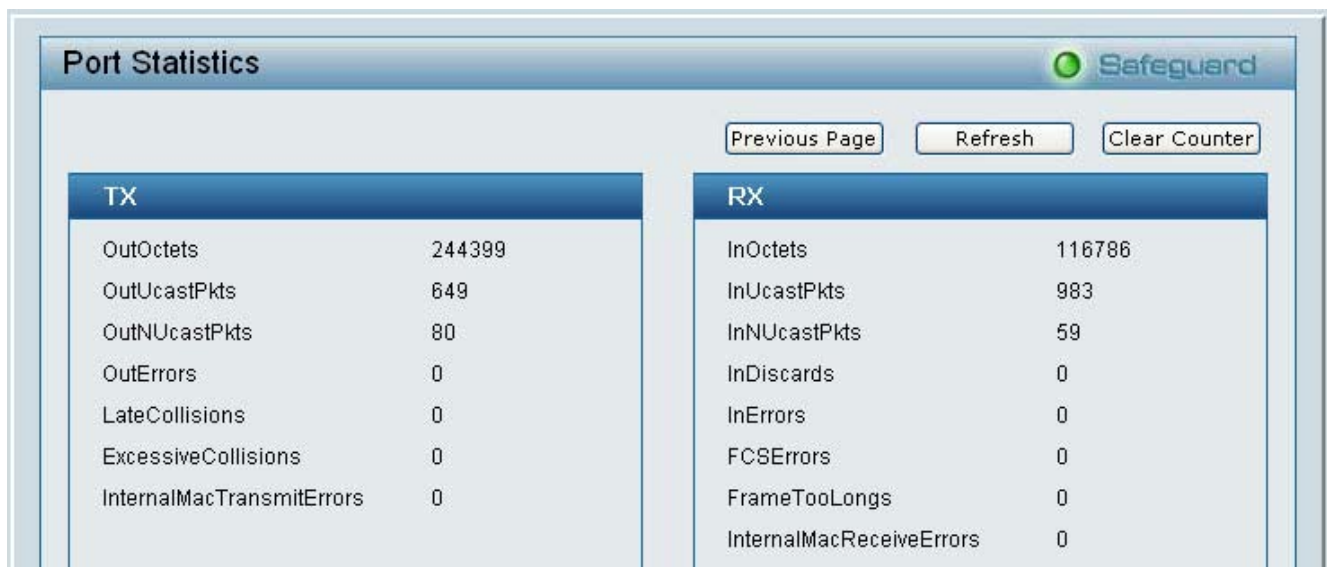 Port Statistics
Safeguard
Previous Page Refresh Clear Counter
TX
OutOctets 244399
OutUcastPkts 649
OutNUcastPkts 80
OutErrors 0
LateCollisions 0
ExcessiveCollisions 0
InternalMacTransmitErrors 0
RX
InOctets 116786
InUcastPkts 983
InNUcastPkts 59
InDiscards 0
InErrors 0
FCSErrors 0
FrameTooLongs 0
InternalMacReceiveErrors 0